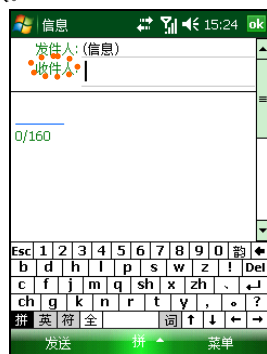 信息 15:24 ok
发件人: (信息)
收件人:
0/160
Esc 1 2 3 4 5 6 7 8 9 0 韵 ←
b d h l p s w z ! Del
c f j m q sh x zh 、 ↵
ch g k n r t y , 。 ?
拼 英 符 全 词 ↑ ↓ ← →
发送 拼 菜单